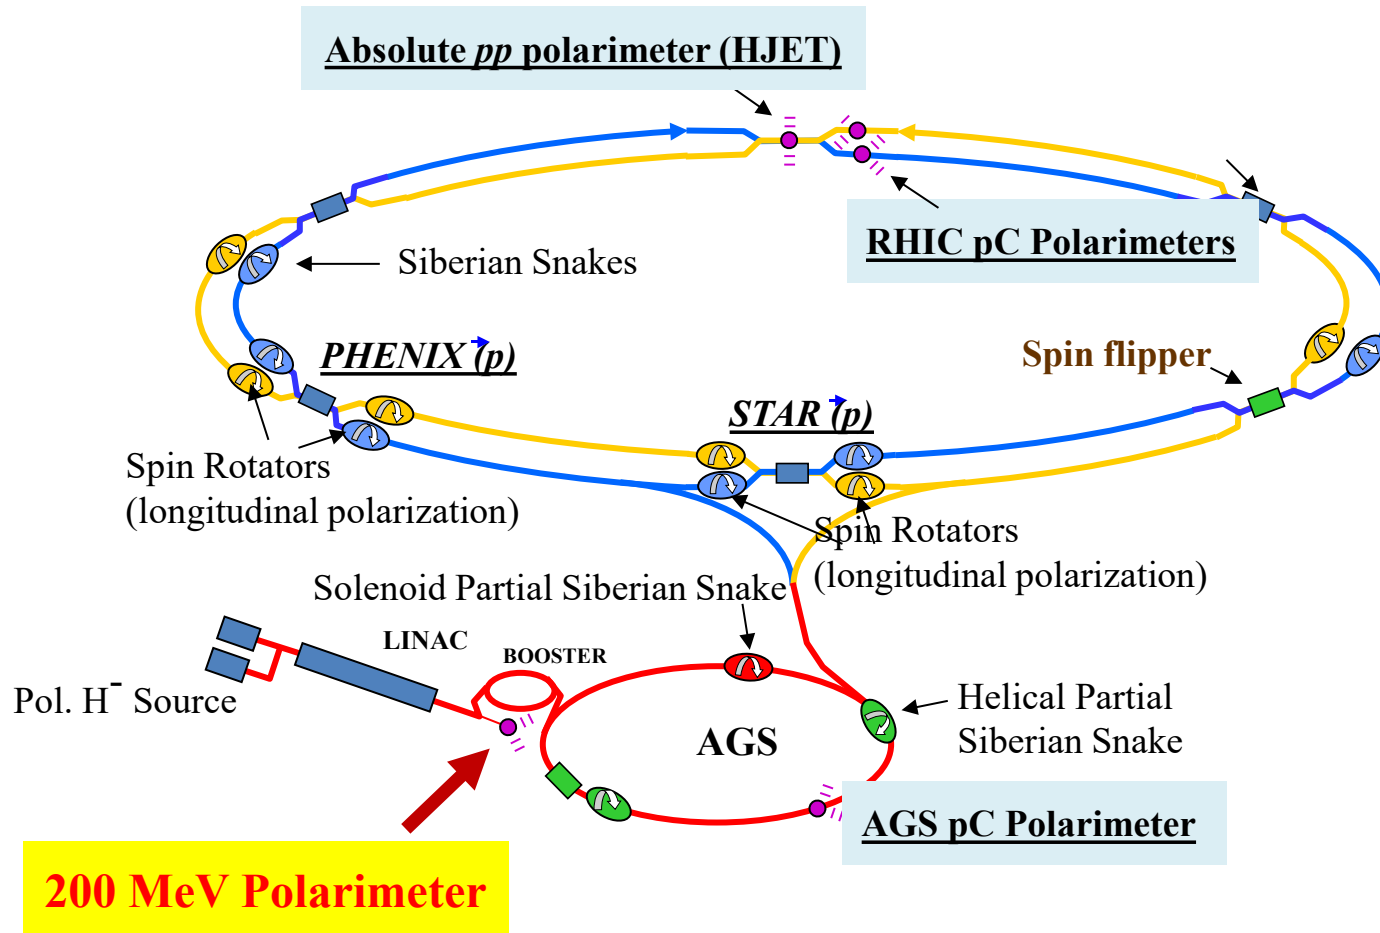 Absolute pp polarimeter (HJET)
RHIC pC Polarimeters
Siberian Snakes
PHENIX (p)
Spin flipper
STAR (p)
Spin Rotators
(longitudinal polarization)
Spin Rotators
(longitudinal polarization)
Solenoid Partial Siberian Snake
LINAC
BOOSTER
Pol. H⁻ Source
Helical Partial
Siberian Snake
AGS
AGS pC Polarimeter
200 MeV Polarimeter